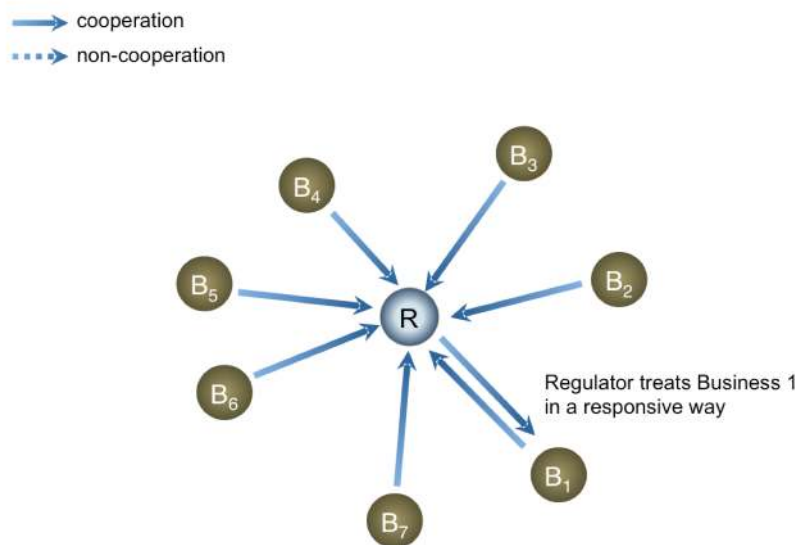 cooperation
non-cooperation
B3
B4
B5
B2
R
Regulator treats Business 1
in a responsive way
B6
B1
B7